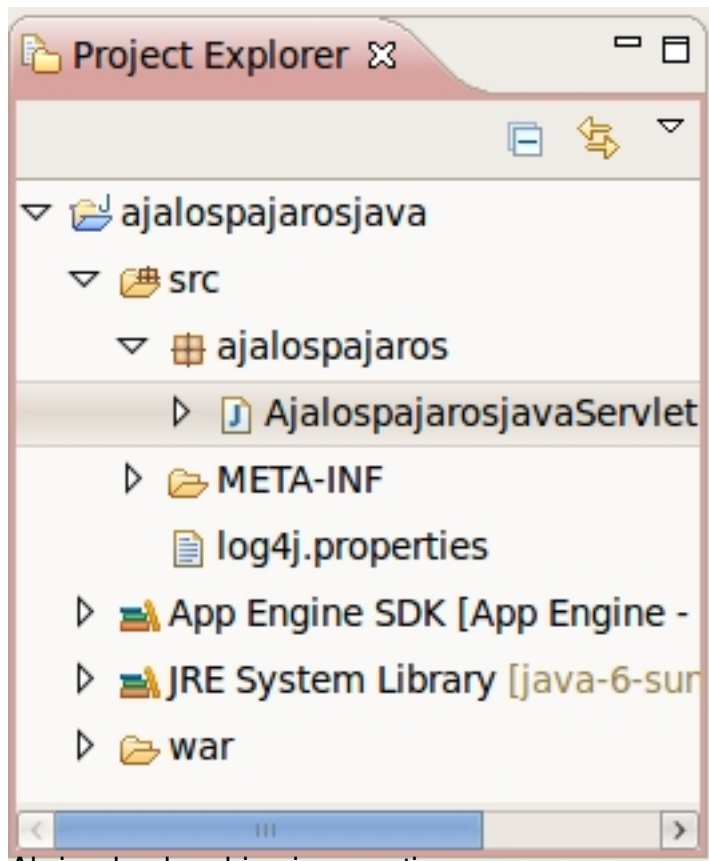 Project Explorer
ajalospajarosjava
src
ajalospajaros
AjalospajarosjavaServlet
META-INF
log4j.properties
App Engine SDK [App Engine -
JRE System Library [java-6-sun
war